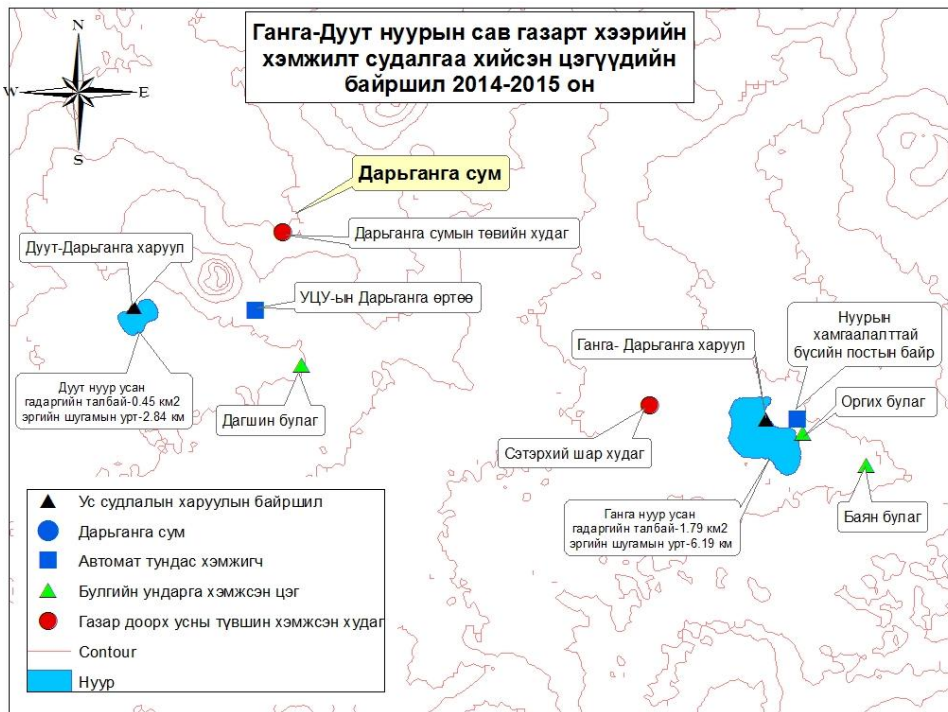 Ганга-Дуут нуурын сав газарт хээрийн
хэмжилт судалгаа хийсэн цэгүүдийн
байршил 2014-2015 он
N
W
E
S
Дарьганга сум
Дарьганга сумын төвийн худаг
Дуут-Дарьганга харуул
УЦУ-ын Дарьганга өртөө
Дуут нуур усан
гадаргийн талбай-0.45 км2
эргийн шугамын урт-2.84 км
Дагшин булаг
Ганга- Дарьганга харуул
Нуурын
хамгаалалттай
бүсийн постын байр
Оргих булаг
Сэтэрхий шар худаг
Ганга нуур усан
гадаргийн талбай-1.79 км2
эргийн шугамын урт-6.19 км
Баян булаг
Ус судлалын харуулын байршил
Дарьганга сум
Автомат тундас хэмжигч
Булгийн ундарга хэмжсэн цэг
Газар доорх усны түвшин хэмжсэн худаг
Contour
Нуур